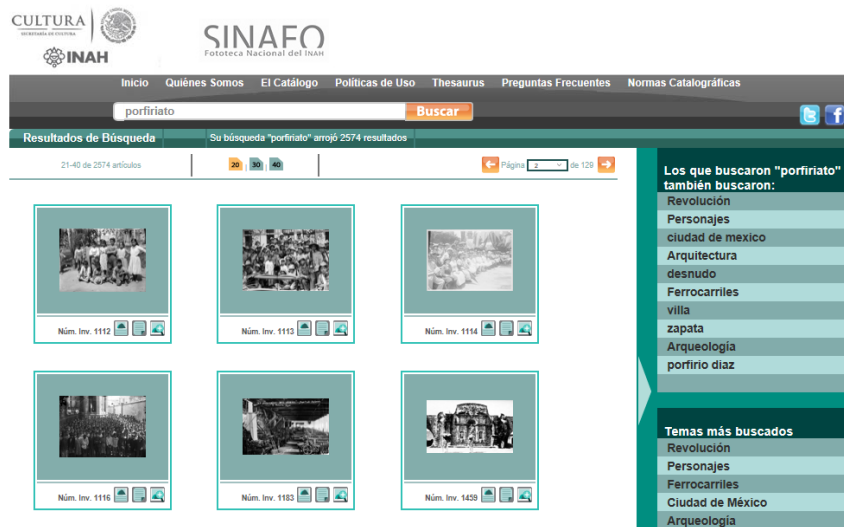 CULTURA
SECRETARÍA DE CULTURA
INAH
SINAFO
Fototeca Nacional del INAH
Inicio Quiénes Somos El Catálogo Políticas de Uso Thesaurus Preguntas Frecuentes Normas Catalográficas
porfiriato Buscar
Resultados de Búsqueda Su búsqueda "porfiriato" arrojó 2574 resultados
21-40 de 2574 artículos 20 30 40 Página 2 de 129
Núm. Inv. 1112 Núm. Inv. 1113 Núm. Inv. 1114
Núm. Inv. 1116 Núm. Inv. 1183 Núm. Inv. 1459
Los que buscaron "porfiriato"
también buscaron:
Revolución
Personajes
ciudad de mexico
Arquitectura
desnudo
Ferrocarriles
villa
zapata
Arqueología
porfirio diaz
Temas más buscados
Revolución
Personajes
Ferrocarriles
Ciudad de México
Arqueología